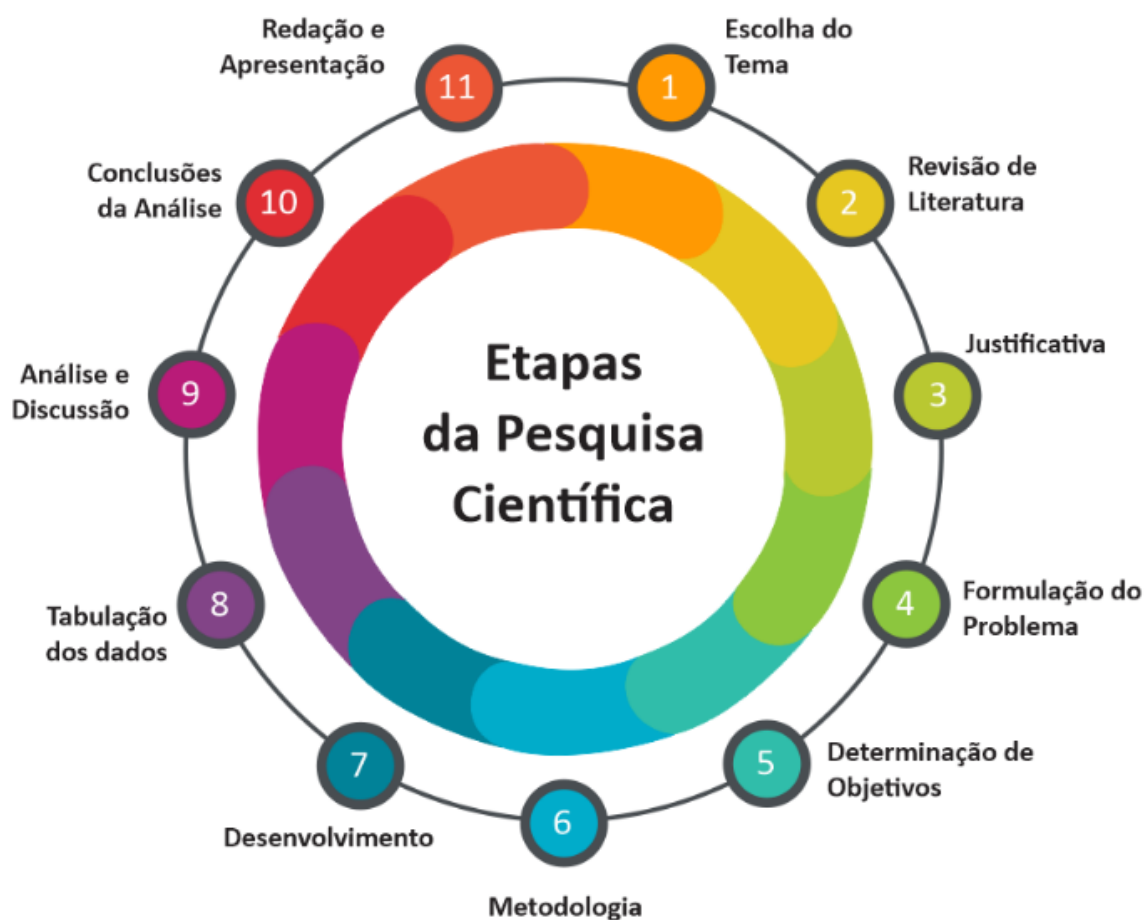 Etapas
da Pesquisa
Científica
1
Escolha do
Tema
2
Revisão de
Literatura
3
Justificativa
4
Formulação do
Problema
5
Determinação de
Objetivos
6
Metodologia
7
Desenvolvimento
8
Tabulação
dos dados
9
Análise e
Discussão
10
Conclusões
da Análise
11
Redação e
Apresentação